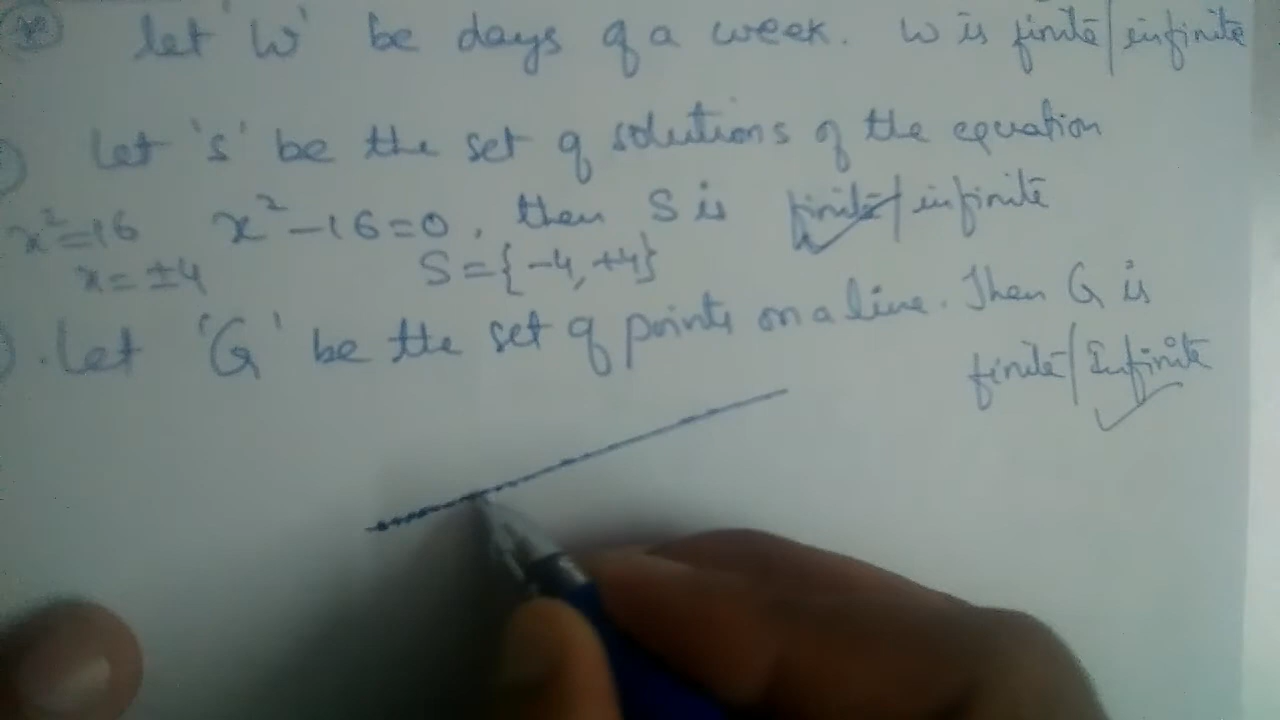 let 'W' be days of a week. W is finite/infinite
Let 's' be the set of solutions of the equation
x²=16 x²-16=0, then S is finite/infinite
x=±4 S={-4,+4}
Let 'G' be the set of points on a line. Then G is
finite/Infinite